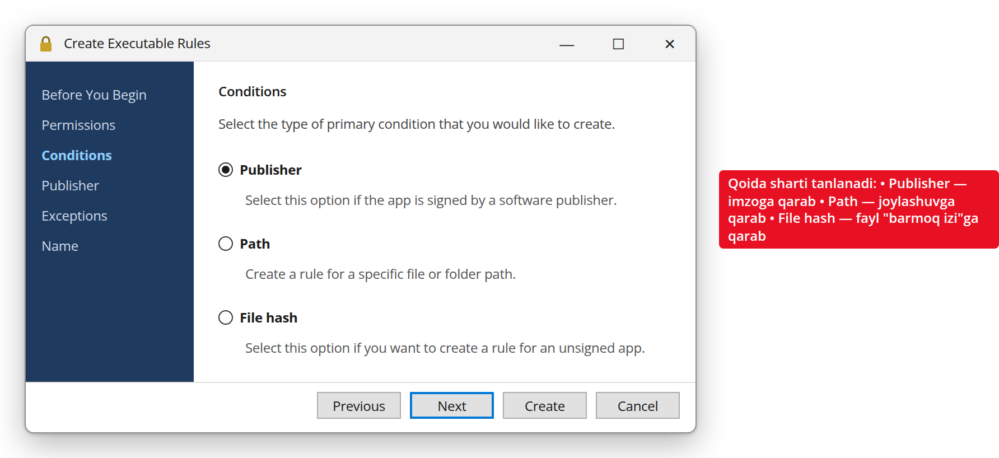 Create Executable Rules
Before You Begin
Permissions
Conditions
Publisher
Exceptions
Name
Conditions
Select the type of primary condition that you would like to create.
Publisher
Select this option if the app is signed by a software publisher.
Path
Create a rule for a specific file or folder path.
File hash
Select this option if you want to create a rule for an unsigned app.
Previous
Next
Create
Cancel
Qoida sharti tanlanadi: • Publisher —
imzoga qarab • Path — joylashuvga
qarab • File hash — fayl "barmoq izi"ga
qarab